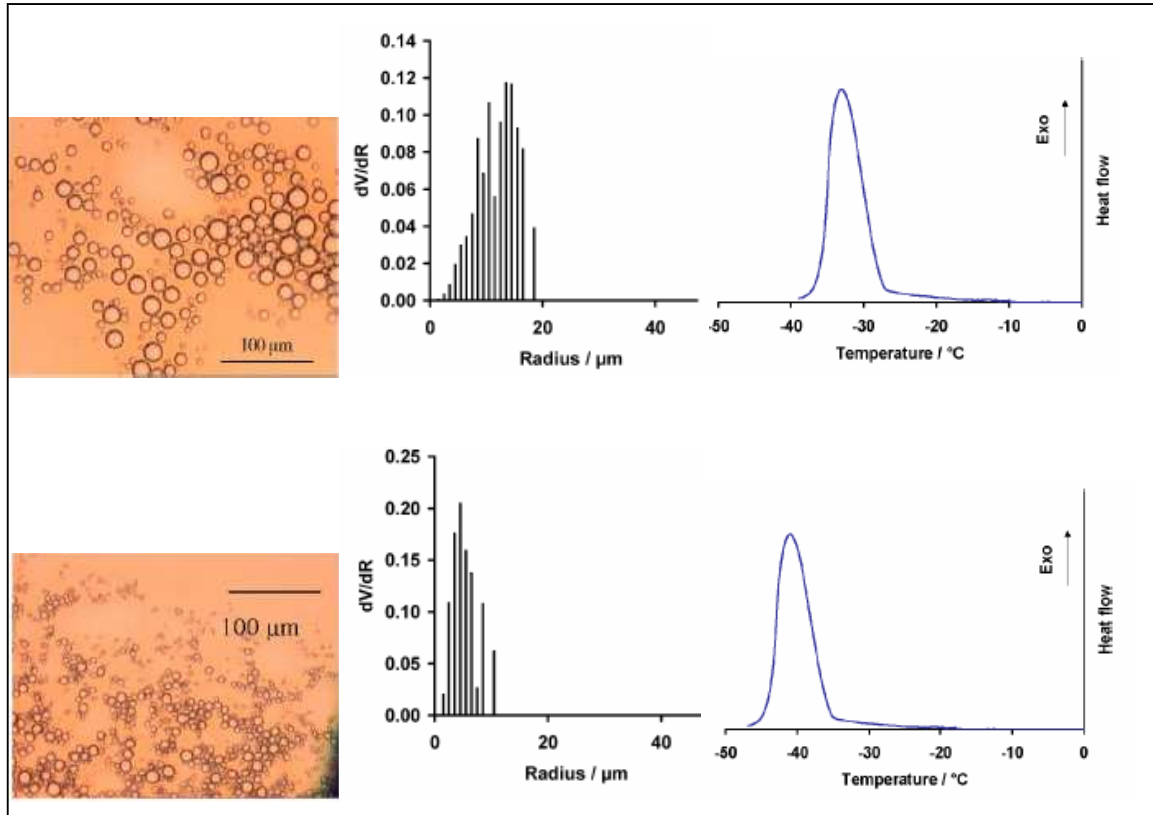 100 µm
dV/dR
0.14
0.12
0.10
0.08
0.06
0.04
0.02
0.00
0 20 40
Radius / µm
Exo
Heat flow
-50 -40 -30 -20 -10 0
Temperature / °C
100 µm
dV/dR
0.25
0.20
0.15
0.10
0.05
0.00
0 20 40
Radius / µm
Exo
Heat flow
-50 -40 -30 -20 -10 0
Temperature / °C